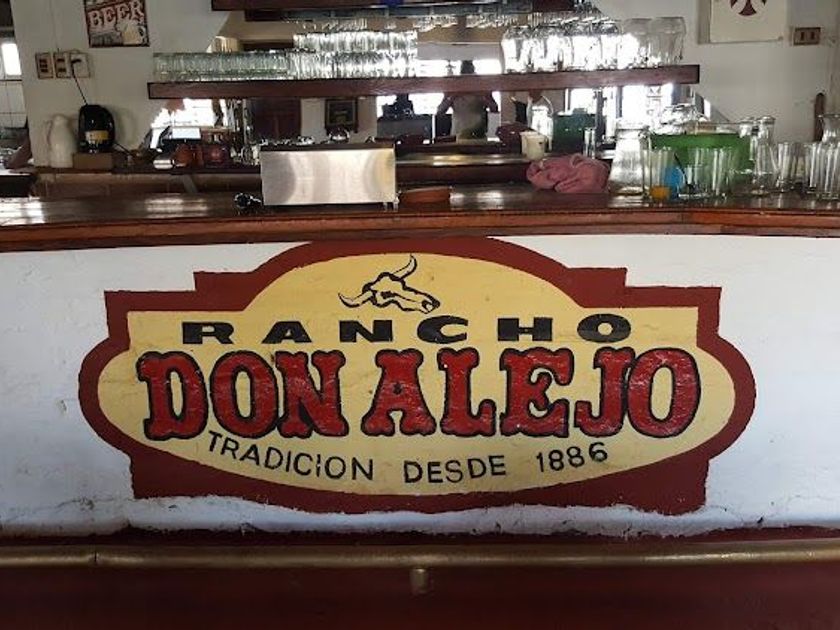 BEER
RANCHO
DON ALEJO
TRADICION DESDE 1886